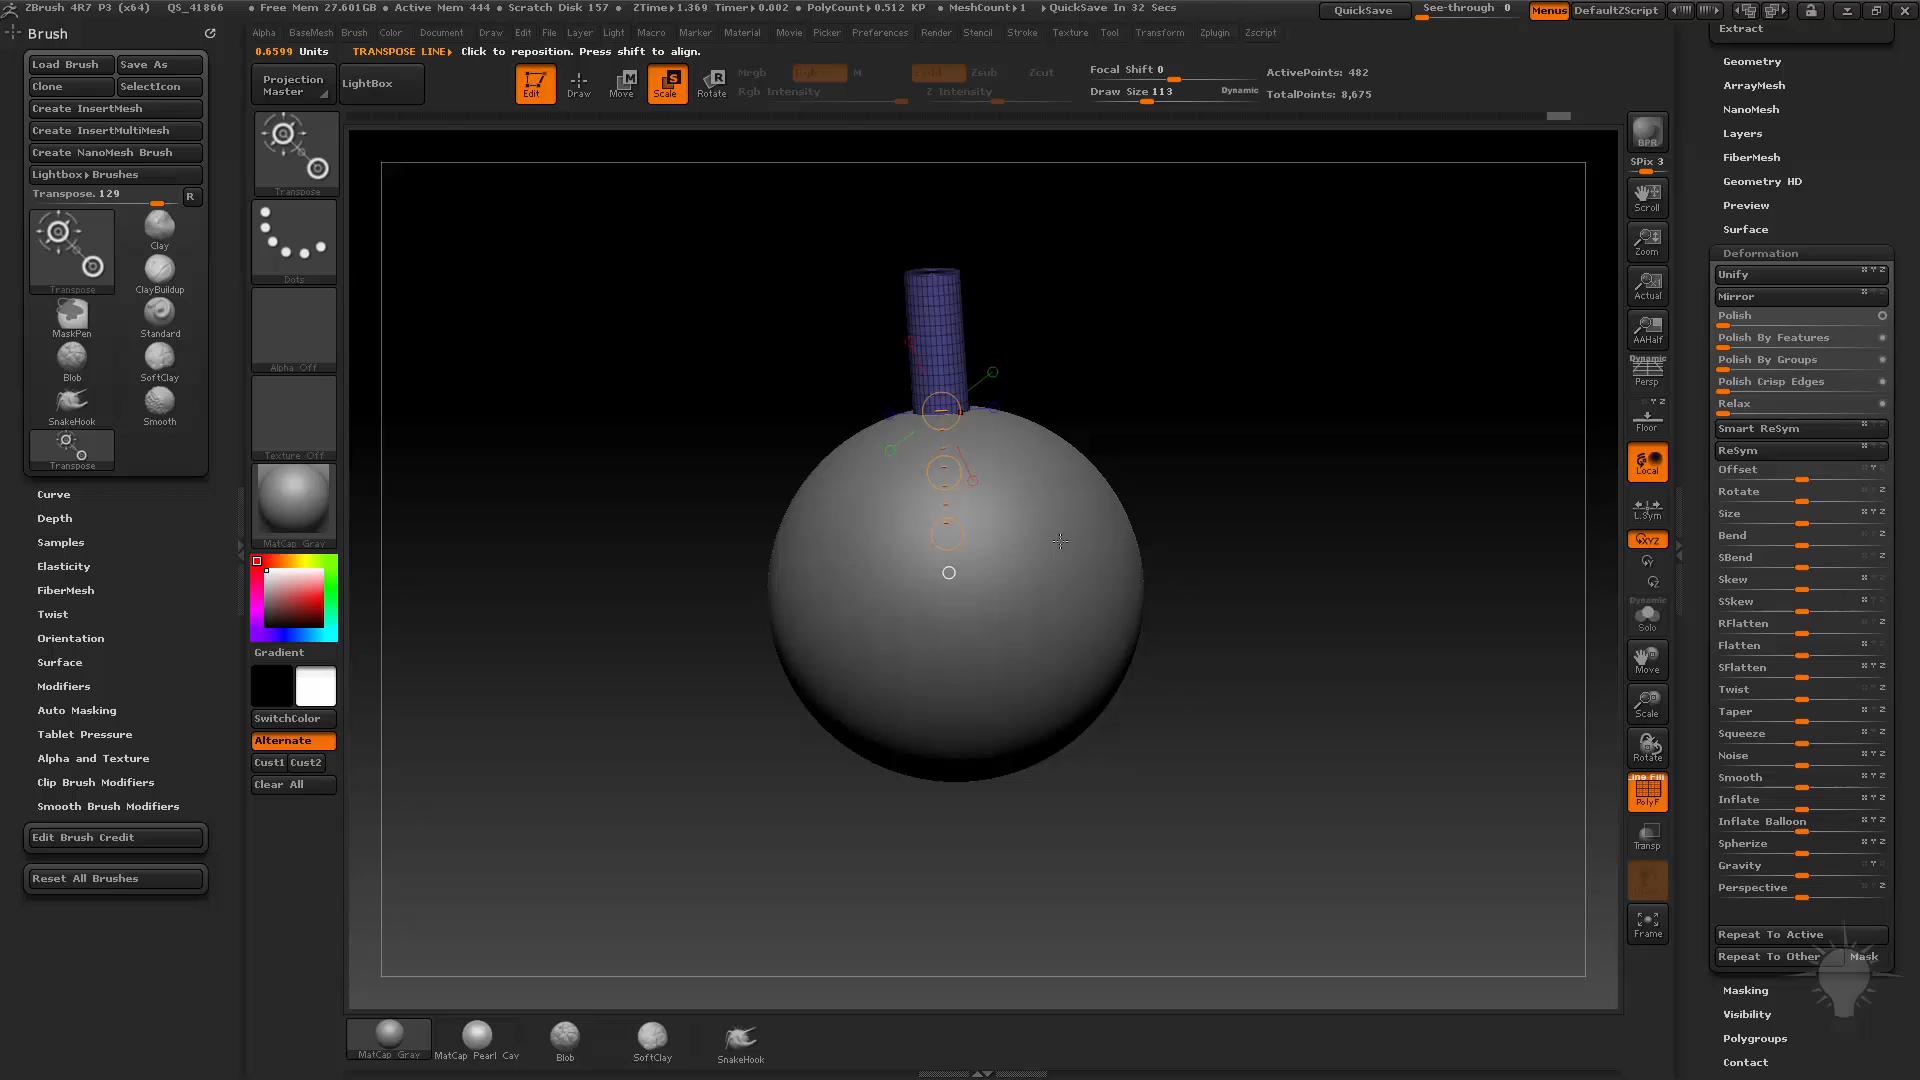 ZBrush 4R7 P3 (x64) QS_41866 • Free Mem 27.601GB • Active Mem 444 • Scratch Disk 157 • ZTime▸1.369 Timer▸0.002 • PolyCount▸0.512 KP • MeshCount▸1 ▸QuickSave In 32 Secs QuickSave See-through 0 Menus DefaultZScript
Alpha BaseMesh Brush Color Document Draw Edit File Layer Light Macro Marker Material Movie Picker Preferences Render Stencil Stroke Texture Tool Transform Zplugin Zscript
0.6599 Units TRANSPOSE LINE▸ Click to reposition. Press shift to align.
Brush
Load Brush Save As
Clone SelectIcon
Create InsertMesh
Create InsertMultiMesh
Create NanoMesh Brush
Lightbox▸Brushes
Transpose. 129 R
Transpose
Clay
ClayBuildup
MaskPen Standard
Blob SoftClay
SnakeHook Smooth
Transpose
Curve
Depth
Samples
Elasticity
FiberMesh
Twist
Orientation
Surface
Modifiers
Auto Masking
Tablet Pressure
Alpha and Texture
Clip Brush Modifiers
Smooth Brush Modifiers
Edit Brush Credit
Reset All Brushes
Projection Master
LightBox
Edit Draw Move Scale Rotate
Mrgb M
Rgb Intensity
Zsub Zcut
Z Intensity
Focal Shift 0
Draw Size 113 Dynamic
ActivePoints: 482
TotalPoints: 8,675
Transpose
Dots
Alpha Off
Texture Off
MatCap Gray
Gradient
SwitchColor
Alternate
Cust1 Cust2
Clear All
MatCap Gray MatCap Pearl Cav Blob SoftClay SnakeHook
BPR
SPix 3
Scroll
Zoom
Actual
AAHalf
Dynamic
Persp
Floor
Local
L.Sym
XYZ
Y
Z
Dynamic
Solo
Move
Scale
Rotate
Line Fill
PolyF
Transp
Frame
Extract
Geometry
ArrayMesh
NanoMesh
Layers
FiberMesh
Geometry HD
Preview
Surface
Deformation
Unify
Mirror
Polish
Polish By Features
Polish By Groups
Polish Crisp Edges
Relax
Smart ReSym
ReSym
Offset
Rotate
Size
Bend
SBend
Skew
SSkew
RFlatten
Flatten
SFlatten
Twist
Taper
Squeeze
Noise
Smooth
Inflate
Inflate Balloon
Spherize
Gravity
Perspective
Repeat To Active
Repeat To Other Mask
Masking
Visibility
Polygroups
Contact